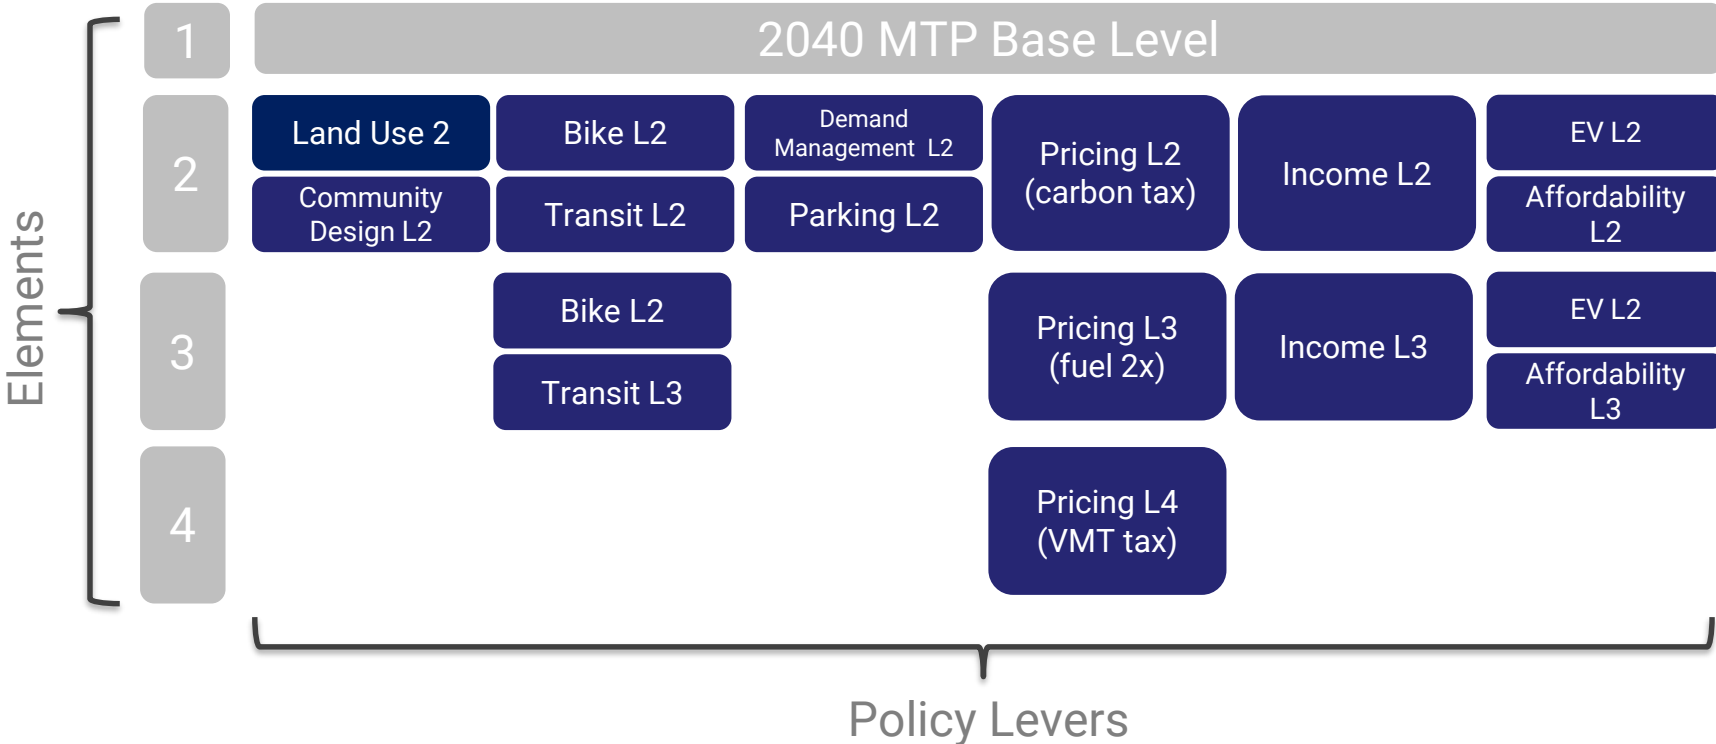 Elements
1
2040 MTP Base Level
2
Land Use 2
Bike L2
Demand
Management L2
Pricing L2
(carbon tax)
Income L2
EV L2
Community
Design L2
Transit L2
Parking L2
Affordability
L2
3
Bike L2
Pricing L3
(fuel 2x)
Income L3
EV L2
Transit L3
Affordability
L3
4
Pricing L4
(VMT tax)
Policy Levers